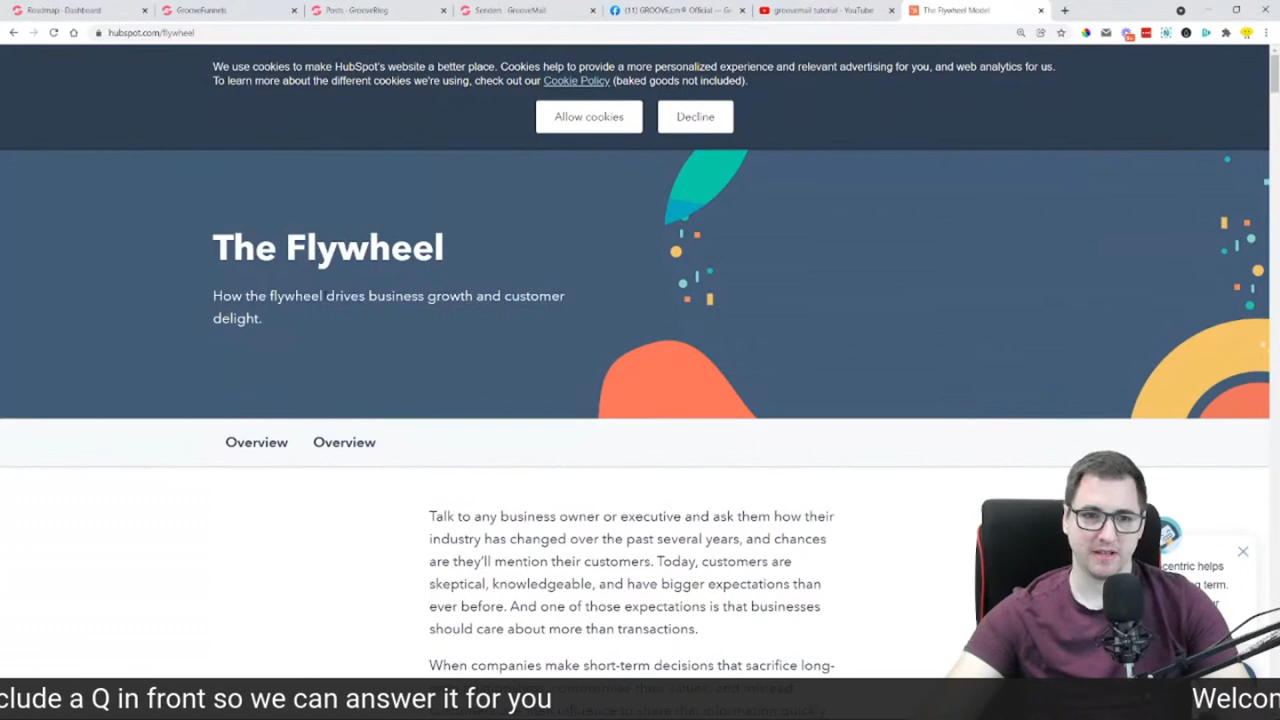 Roadmap - Dashboard
GrooveFunnels
Posts - GrooveBlog
Senders - GrooveMail
(11) GROOVE.cm® Official — Gr
groovemail tutorial - YouTube
The Flywheel Model
hubspot.com/flywheel
We use cookies to make HubSpot's website a better place. Cookies help to provide a more personalized experience and relevant advertising for you, and web analytics for us.
To learn more about the different cookies we're using, check out our Cookie Policy (baked goods not included).
Allow cookies
Decline
The Flywheel
How the flywheel drives business growth and customer
delight.
Overview
Overview
Talk to any business owner or executive and ask them how their
industry has changed over the past several years, and chances
are they'll mention their customers. Today, customers are
skeptical, knowledgeable, and have bigger expectations than
ever before. And one of those expectations is that businesses
should care about more than transactions.
When companies make short-term decisions that sacrifice long-
centric helps
term.
clude a Q in front so we can answer it for you
Welcon